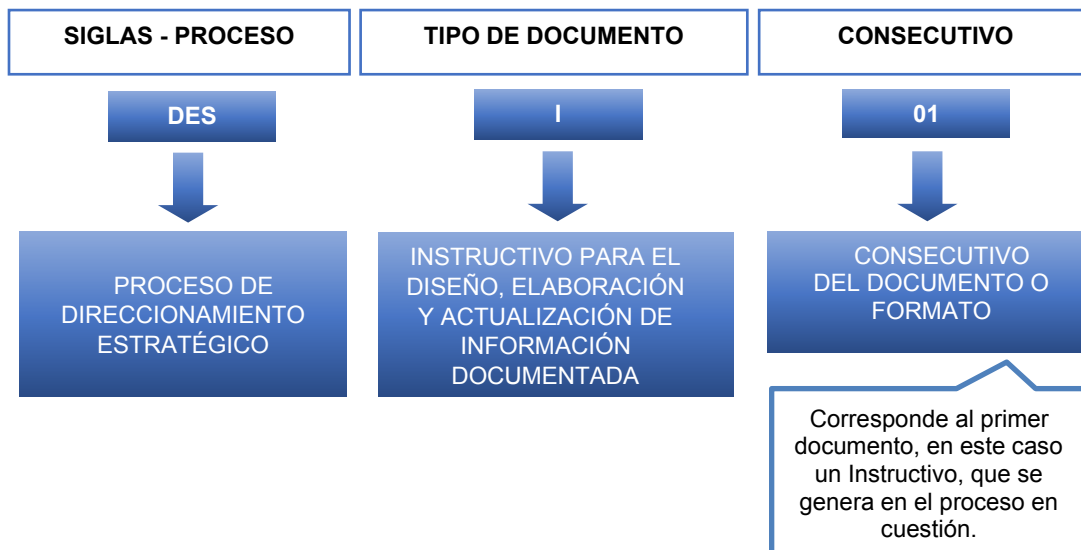 SIGLAS - PROCESO
TIPO DE DOCUMENTO
CONSECUTIVO
DES
I
01
PROCESO DE
DIRECCIONAMIENTO
ESTRATÉGICO
INSTRUCTIVO PARA EL
DISEÑO, ELABORACIÓN
Y ACTUALIZACIÓN DE
INFORMACIÓN
DOCUMENTADA
CONSECUTIVO
DEL DOCUMENTO O
FORMATO
Corresponde al primer
documento, en este caso
un Instructivo, que se
genera en el proceso en
cuestión.